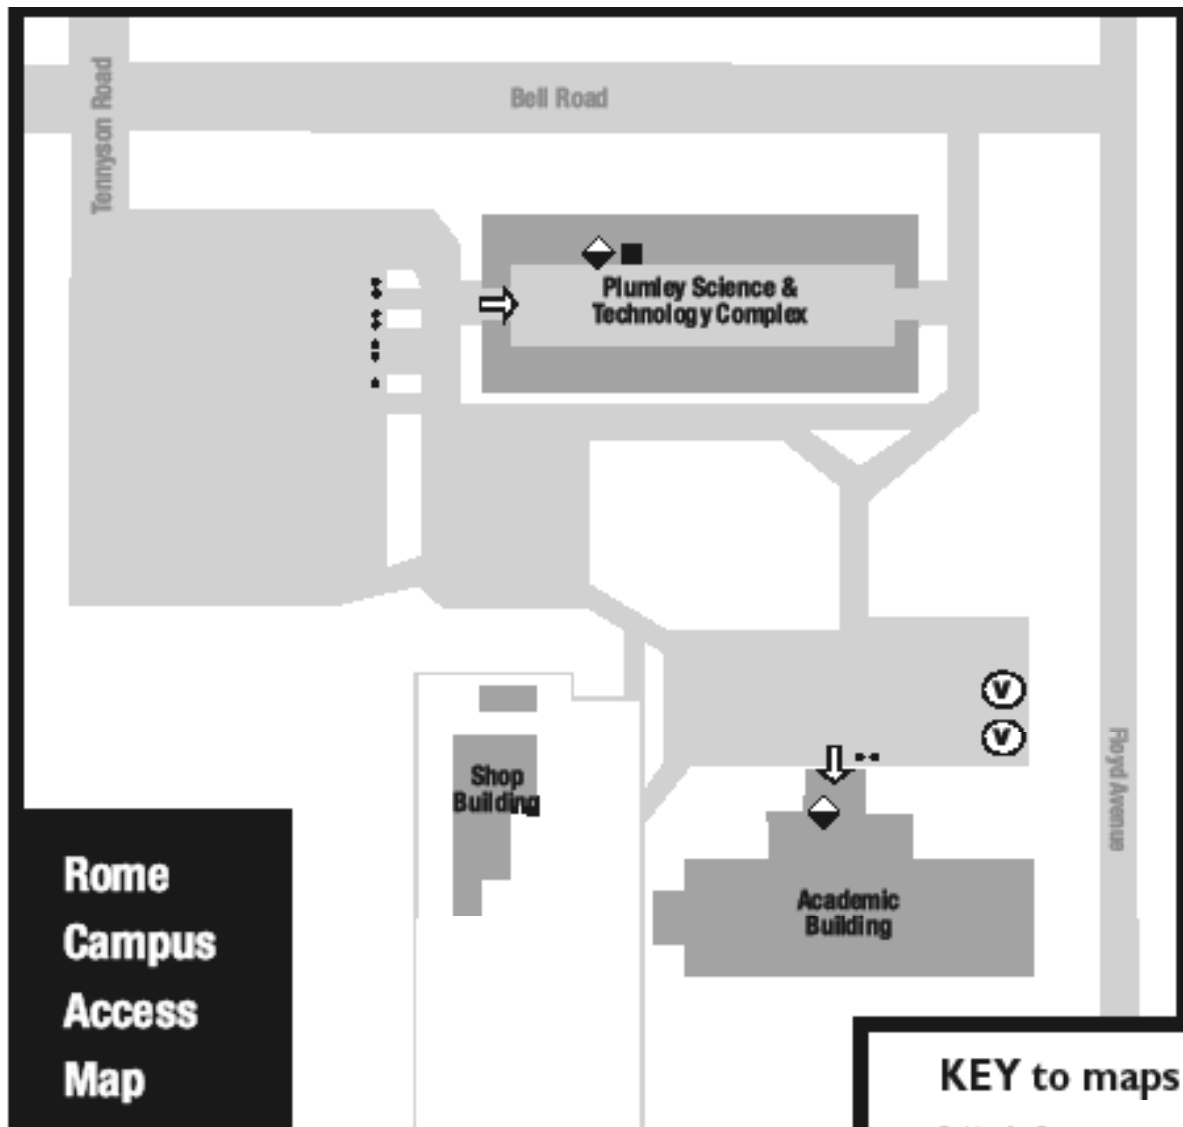 Bell Road
Tennyson Road
Plumley Science &
Technology Complex
V
V
Floyd Avenue
Shop
Building
Academic
Building
Rome
Campus
Access
Map
KEY to maps